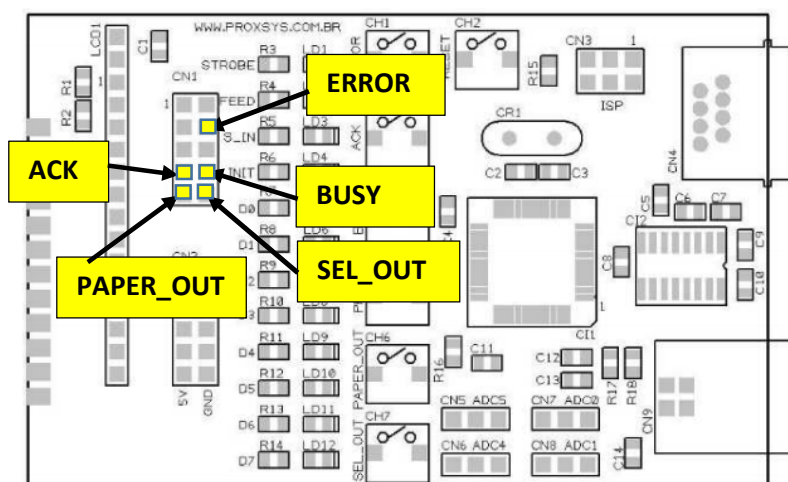 WWW.PROXSYS.COM.BR
CH1
CH2
LCD1
C1
R3
LD1
STROBE
OR
RESET
R15
CN3
1
ISP
CN1
1
R1
R2
1
R4
FEED
ERROR
R5
LD3
S_IN
ACK
CR1
CN4
R6
LD4
INIT
ACK
BUSY
C2
C3
D0
C4
C5
C6
C7
CI2
R8
LD6
D1
C8
C9
C10
R9
PAPER_OUT
SEL_OUT
R10
1
CI1
R11
LD9
D4
CH6
PAPER_OUT
R16
C11
C12
C13
R17
R18
R12
LD10
D5
5V
GND
CN5 ADC5
CN7 ADC0
CN9
R13
LD11
D6
CH7
SEL_OUT
CN6 ADC4
CN8 ADC1
C14
R14
LD12
D7